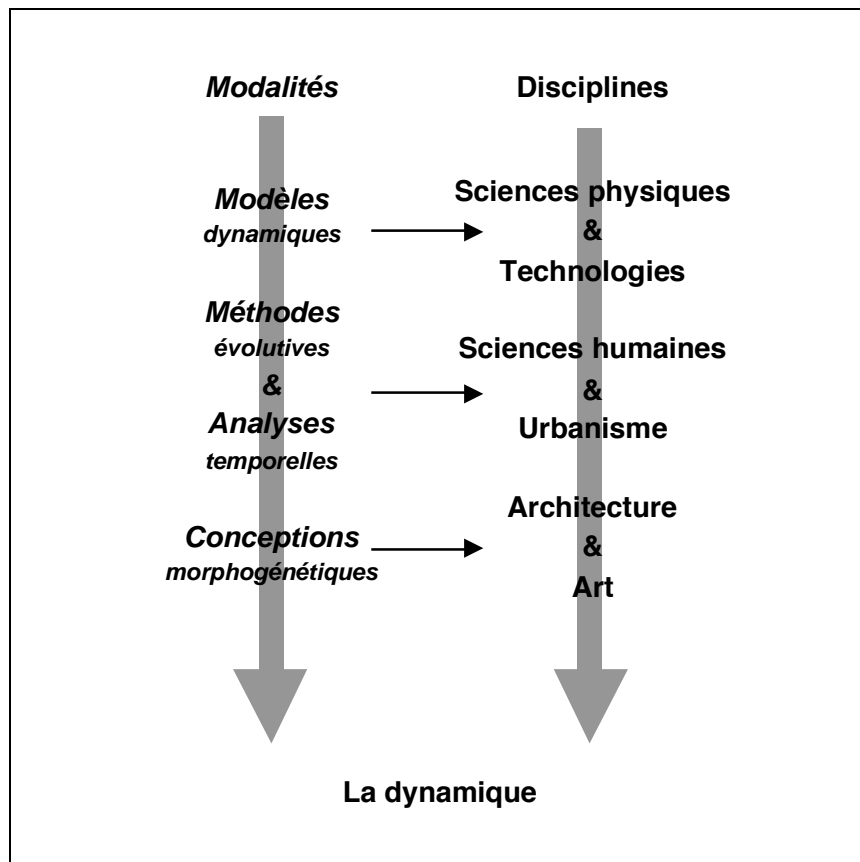 Modalités
Modèles
dynamiques
Méthodes
évolutives
&
Analyses
temporelles
Conceptions
morphogénétiques
Disciplines
Sciences physiques
&
Technologies
Sciences humaines
&
Urbanisme
Architecture
&
Art
La dynamique